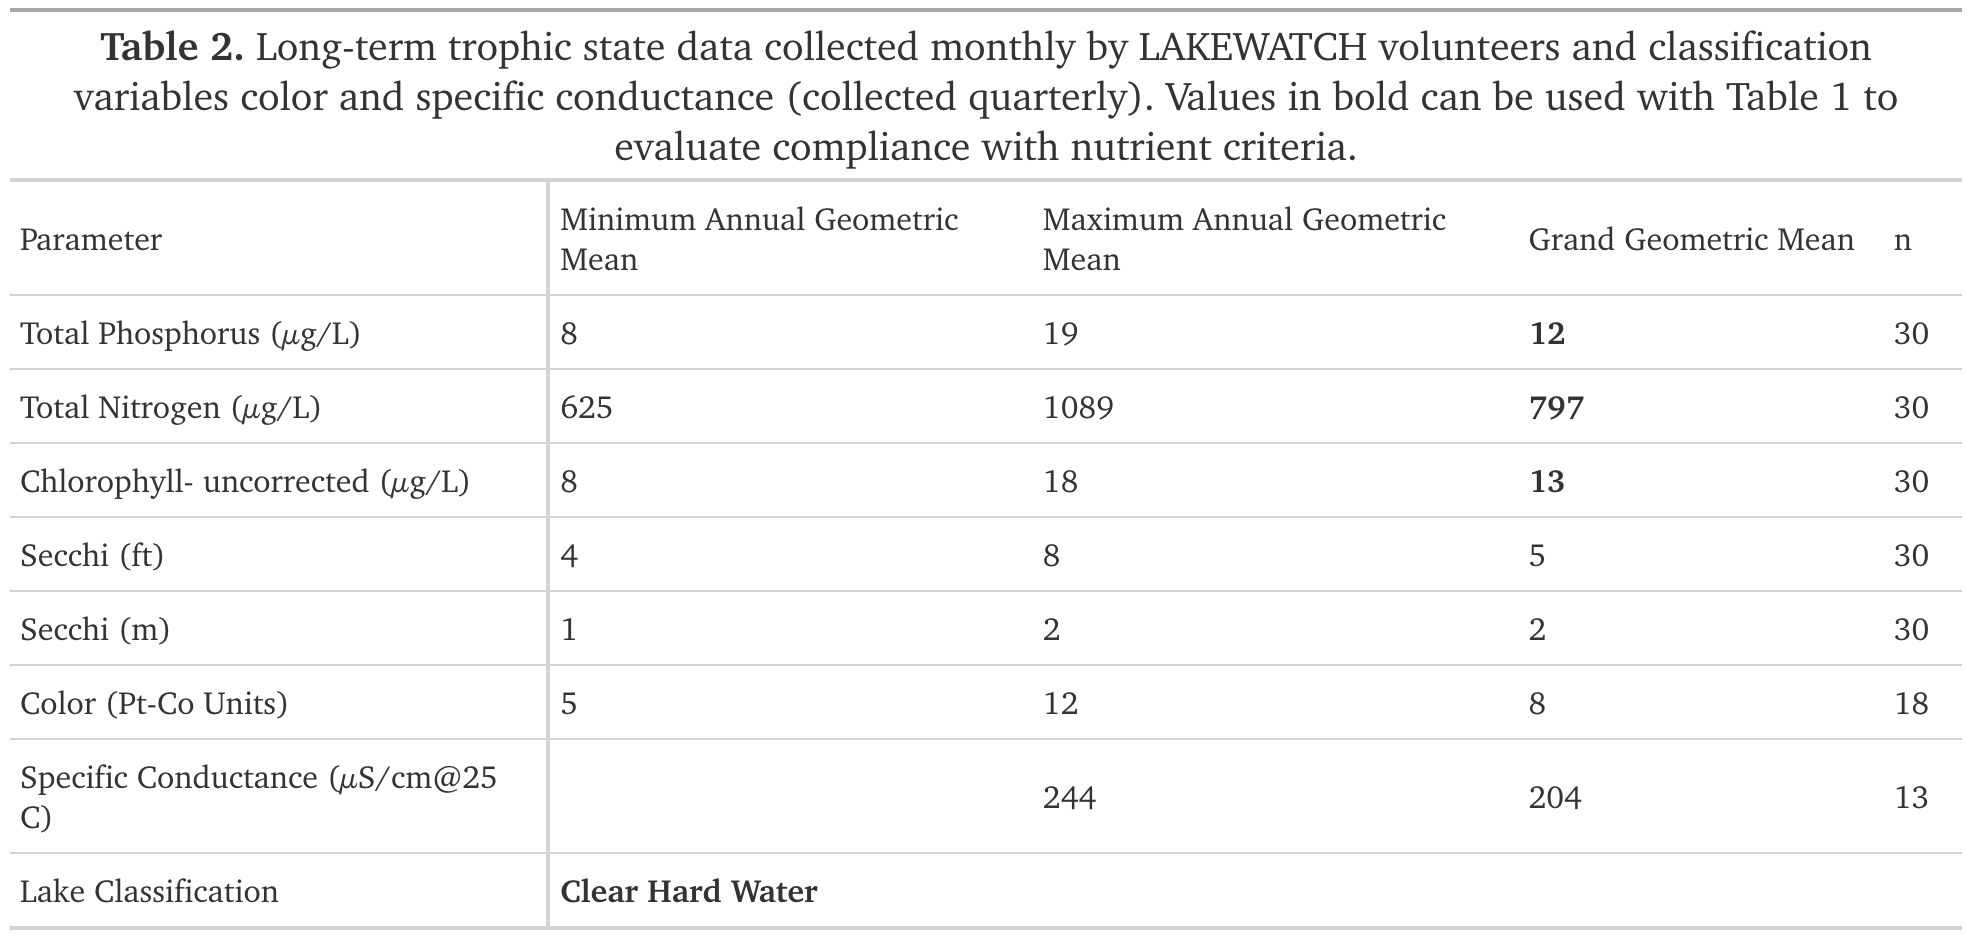 Table 2. Long-term trophic state data collected monthly by LAKEWATCH volunteers and classification
variables color and specific conductance (collected quarterly). Values in bold can be used with Table 1 to
evaluate compliance with nutrient criteria.
Parameter Minimum Annual Geometric Mean Maximum Annual Geometric Mean Grand Geometric Mean n
Total Phosphorus (μg/L) 8 19 12 30
Total Nitrogen (μg/L) 625 1089 797 30
Chlorophyll- uncorrected (μg/L) 8 18 13 30
Secchi (ft) 4 8 5 30
Secchi (m) 1 2 2 30
Color (Pt-Co Units) 5 12 8 18
Specific Conductance (μS/cm@25 C) 244 204 13
Lake Classification Clear Hard Water